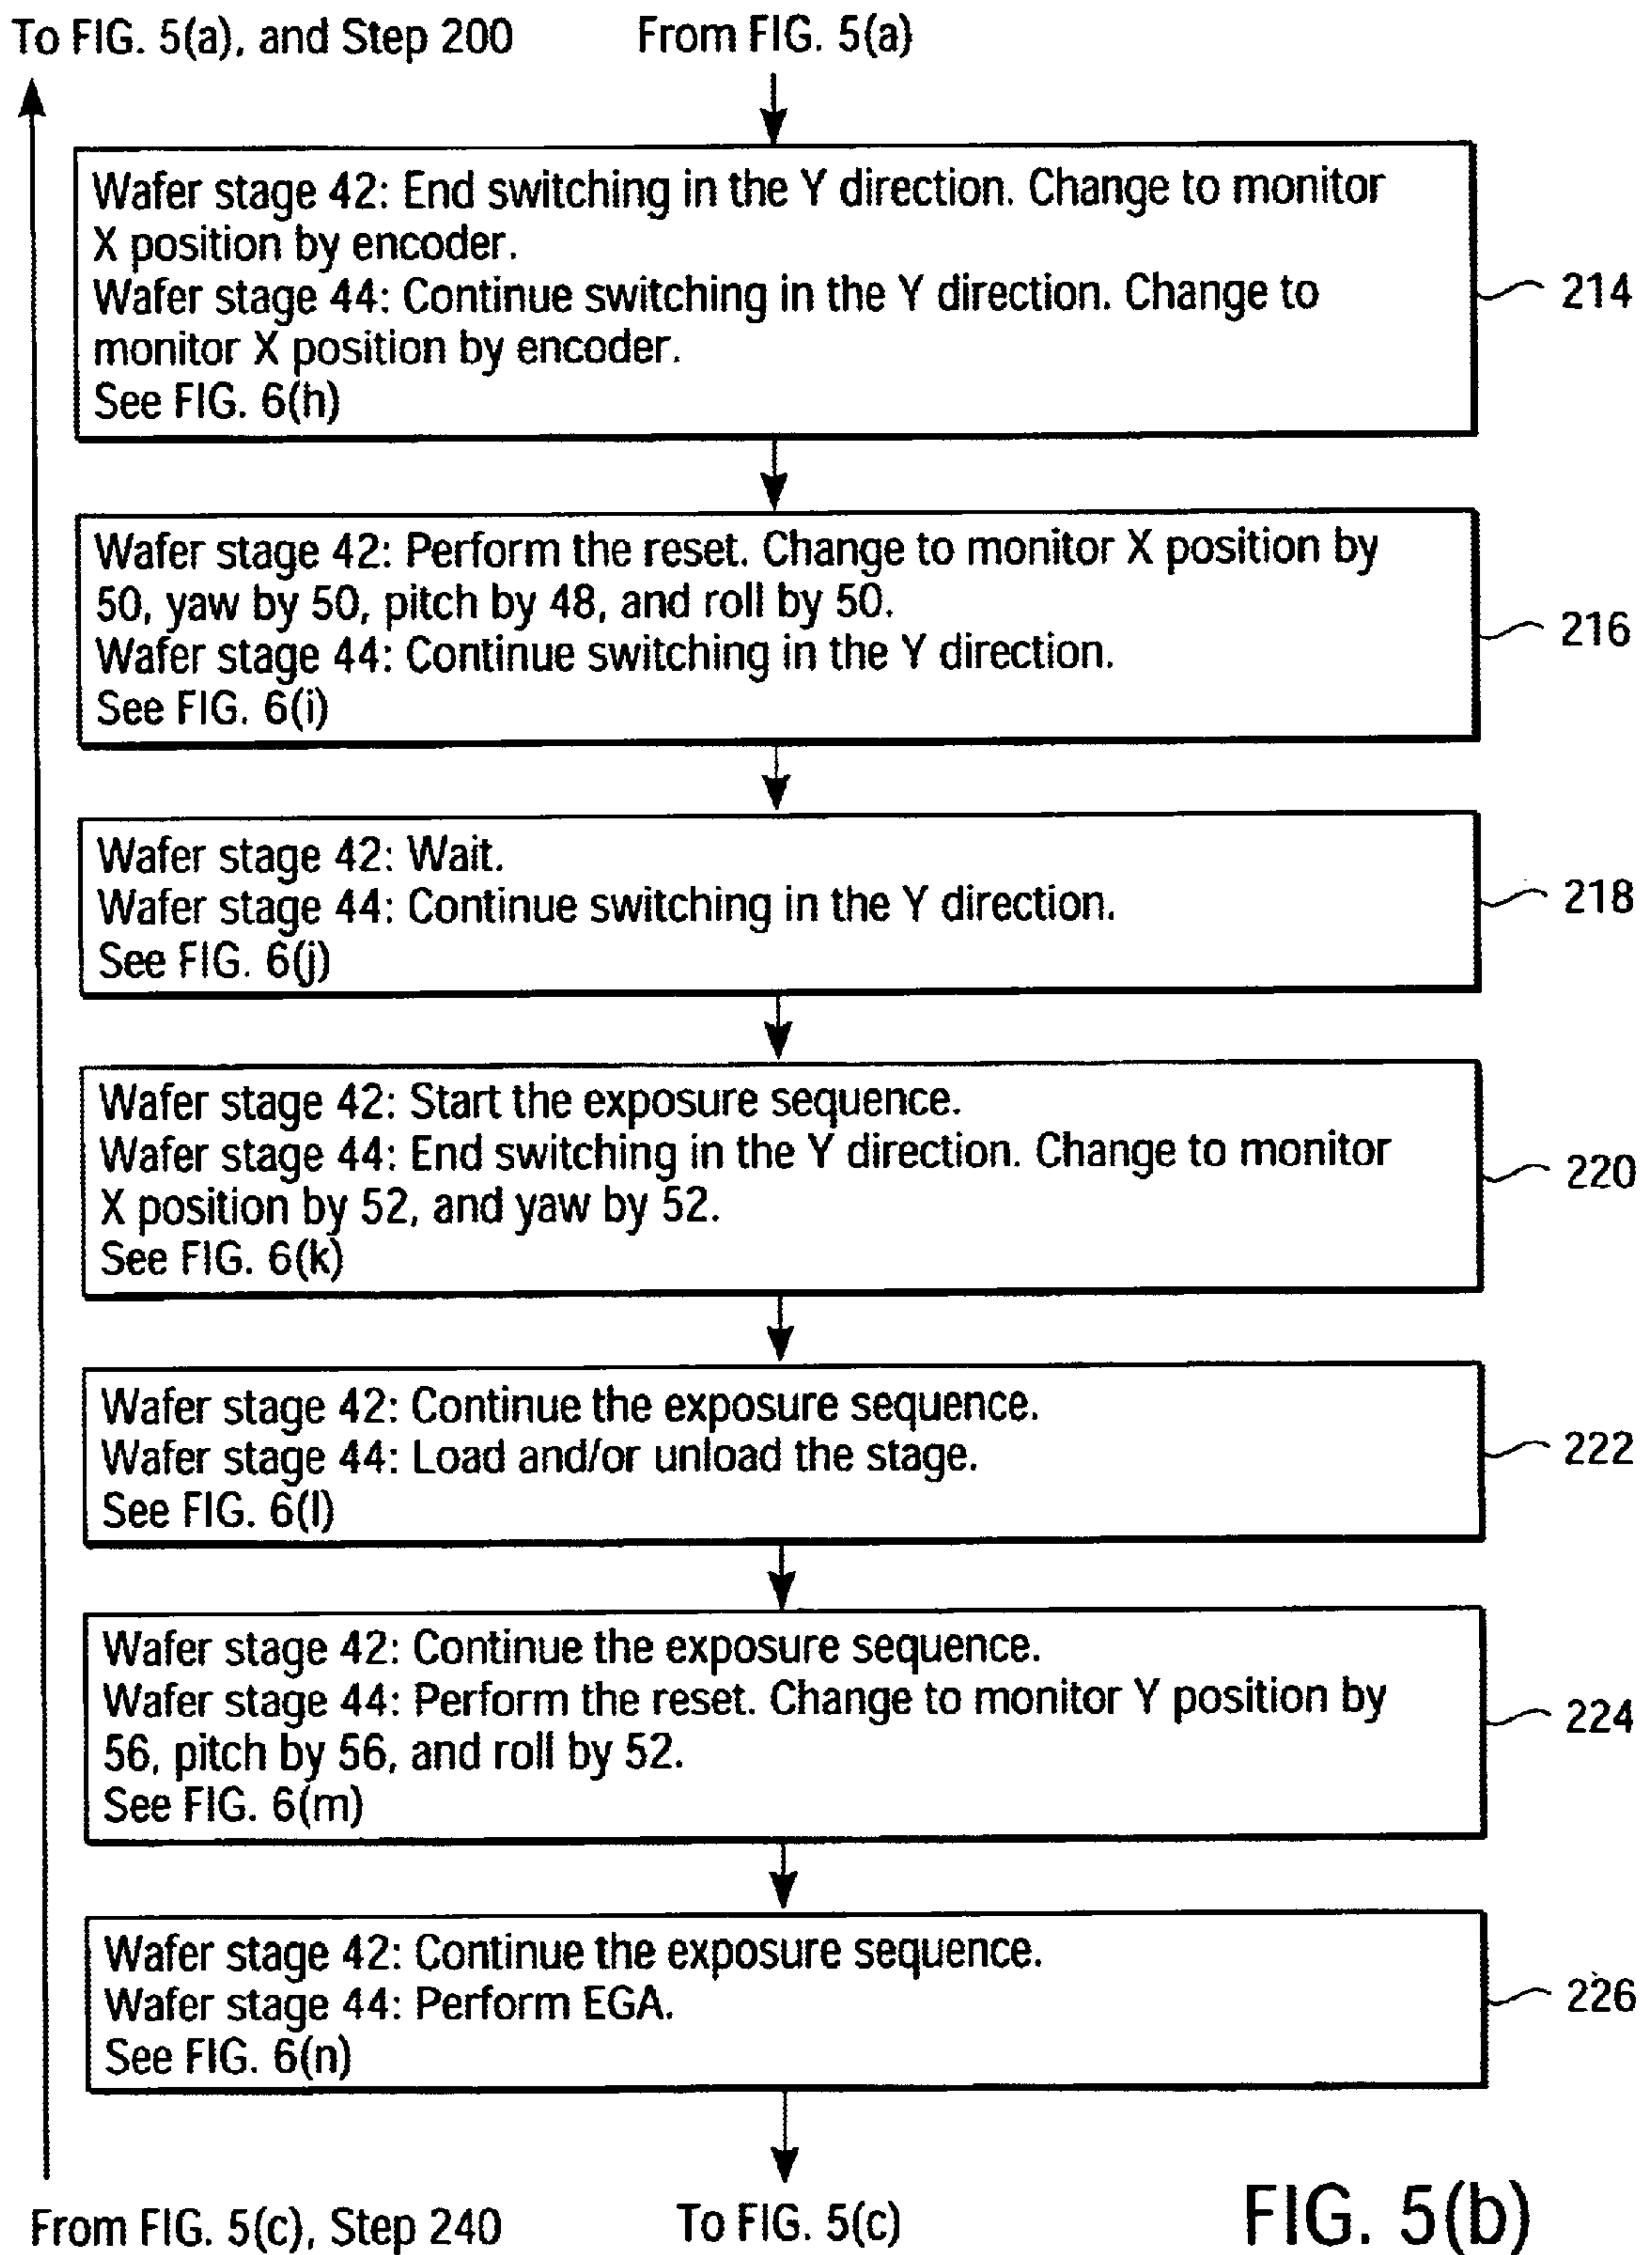 To FIG. 5(a), and Step 200
From FIG. 5(a)
Wafer stage 42: End switching in the Y direction. Change to monitor
X position by encoder.
Wafer stage 44: Continue switching in the Y direction. Change to
monitor X position by encoder.
See FIG. 6(h)
214
Wafer stage 42: Perform the reset. Change to monitor X position by
50, yaw by 50, pitch by 48, and roll by 50.
Wafer stage 44: Continue switching in the Y direction.
See FIG. 6(i)
216
Wafer stage 42: Wait.
Wafer stage 44: Continue switching in the Y direction.
See FIG. 6(j)
218
Wafer stage 42: Start the exposure sequence.
Wafer stage 44: End switching in the Y direction. Change to monitor
X position by 52, and yaw by 52.
See FIG. 6(k)
220
Wafer stage 42: Continue the exposure sequence.
Wafer stage 44: Load and/or unload the stage.
See FIG. 6(l)
222
Wafer stage 42: Continue the exposure sequence.
Wafer stage 44: Perform the reset. Change to monitor Y position by
56, pitch by 56, and roll by 52.
See FIG. 6(m)
224
Wafer stage 42: Continue the exposure sequence.
Wafer stage 44: Perform EGA.
See FIG. 6(n)
226
From FIG. 5(c), Step 240
To FIG. 5(c)
FIG. 5(b)